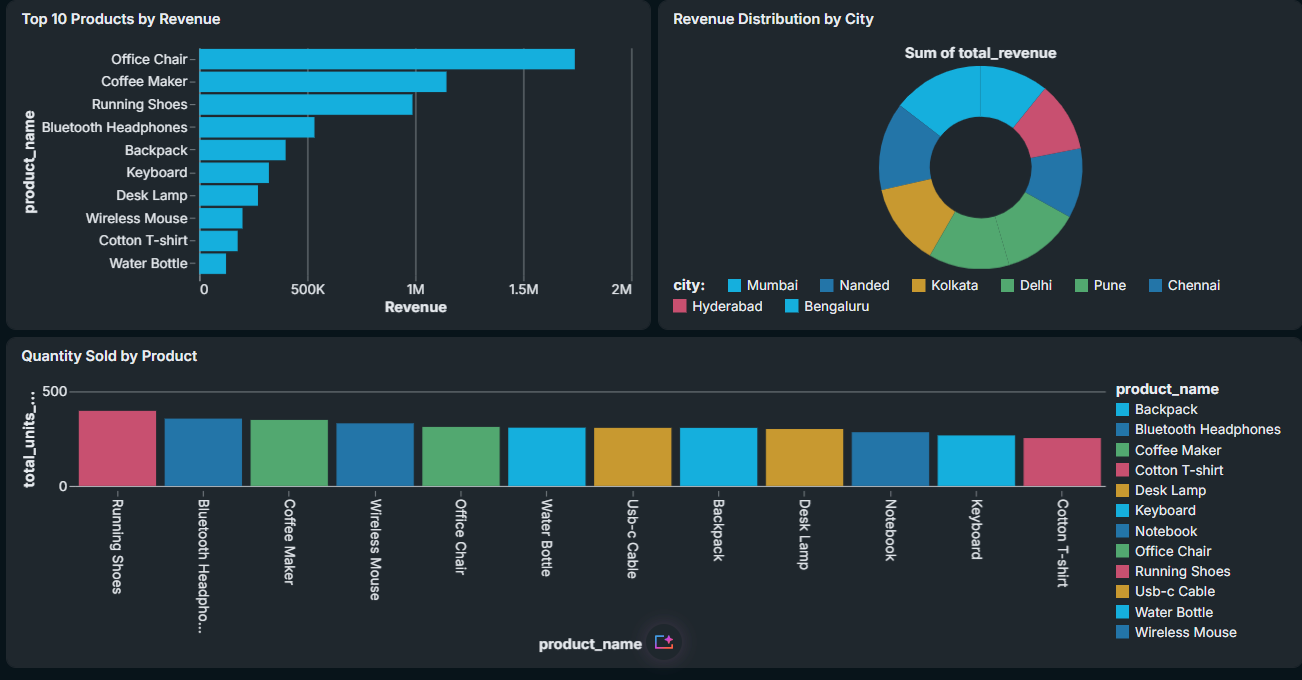 Top 10 Products by Revenue
product_name
Office Chair
Coffee Maker
Running Shoes
Bluetooth Headphones
Backpack
Keyboard
Desk Lamp
Wireless Mouse
Cotton T-shirt
Water Bottle
0 500K 1M 1.5M 2M
Revenue
Revenue Distribution by City
Sum of total_revenue
city: Mumbai Nanded Kolkata Delhi Pune Chennai
Hyderabad Bengaluru
Quantity Sold by Product
total_units_...
500
0
Running Shoes
Bluetooth Headpho...
Coffee Maker
Wireless Mouse
Office Chair
Water Bottle
Usb-c Cable
Backpack
Desk Lamp
Notebook
Keyboard
Cotton T-shirt
product_name
product_name
Backpack
Bluetooth Headphones
Coffee Maker
Cotton T-shirt
Desk Lamp
Keyboard
Notebook
Office Chair
Running Shoes
Usb-c Cable
Water Bottle
Wireless Mouse